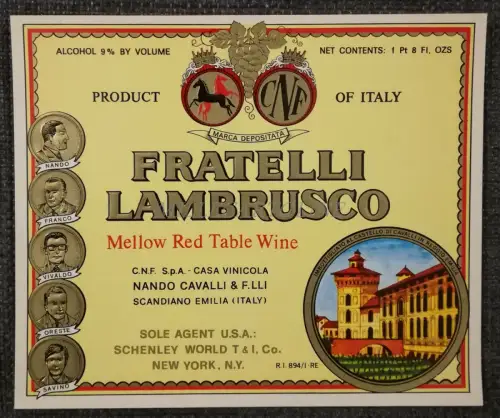 ALCOHOL 9% BY VOLUME
NET CONTENTS: 1 Pt 8 Fl. OZS
PRODUCT
CNF
OF ITALY
MARCA DEPOSITATA
FRATELLI
LAMBRUSCO
Mellow Red Table Wine
C.N.F. S.p.A. - CASA VINICOLA
NANDO CAVALLI & F.LLI
SCANDIANO EMILIA (ITALY)
SOLE AGENT U.S.A.:
SCHENLEY WORLD T & I, Co.
NEW YORK, N.Y.
R.I. 894/1-RE
NANDO
FRANCO
VIVALDO
ORESTE
SAVINO